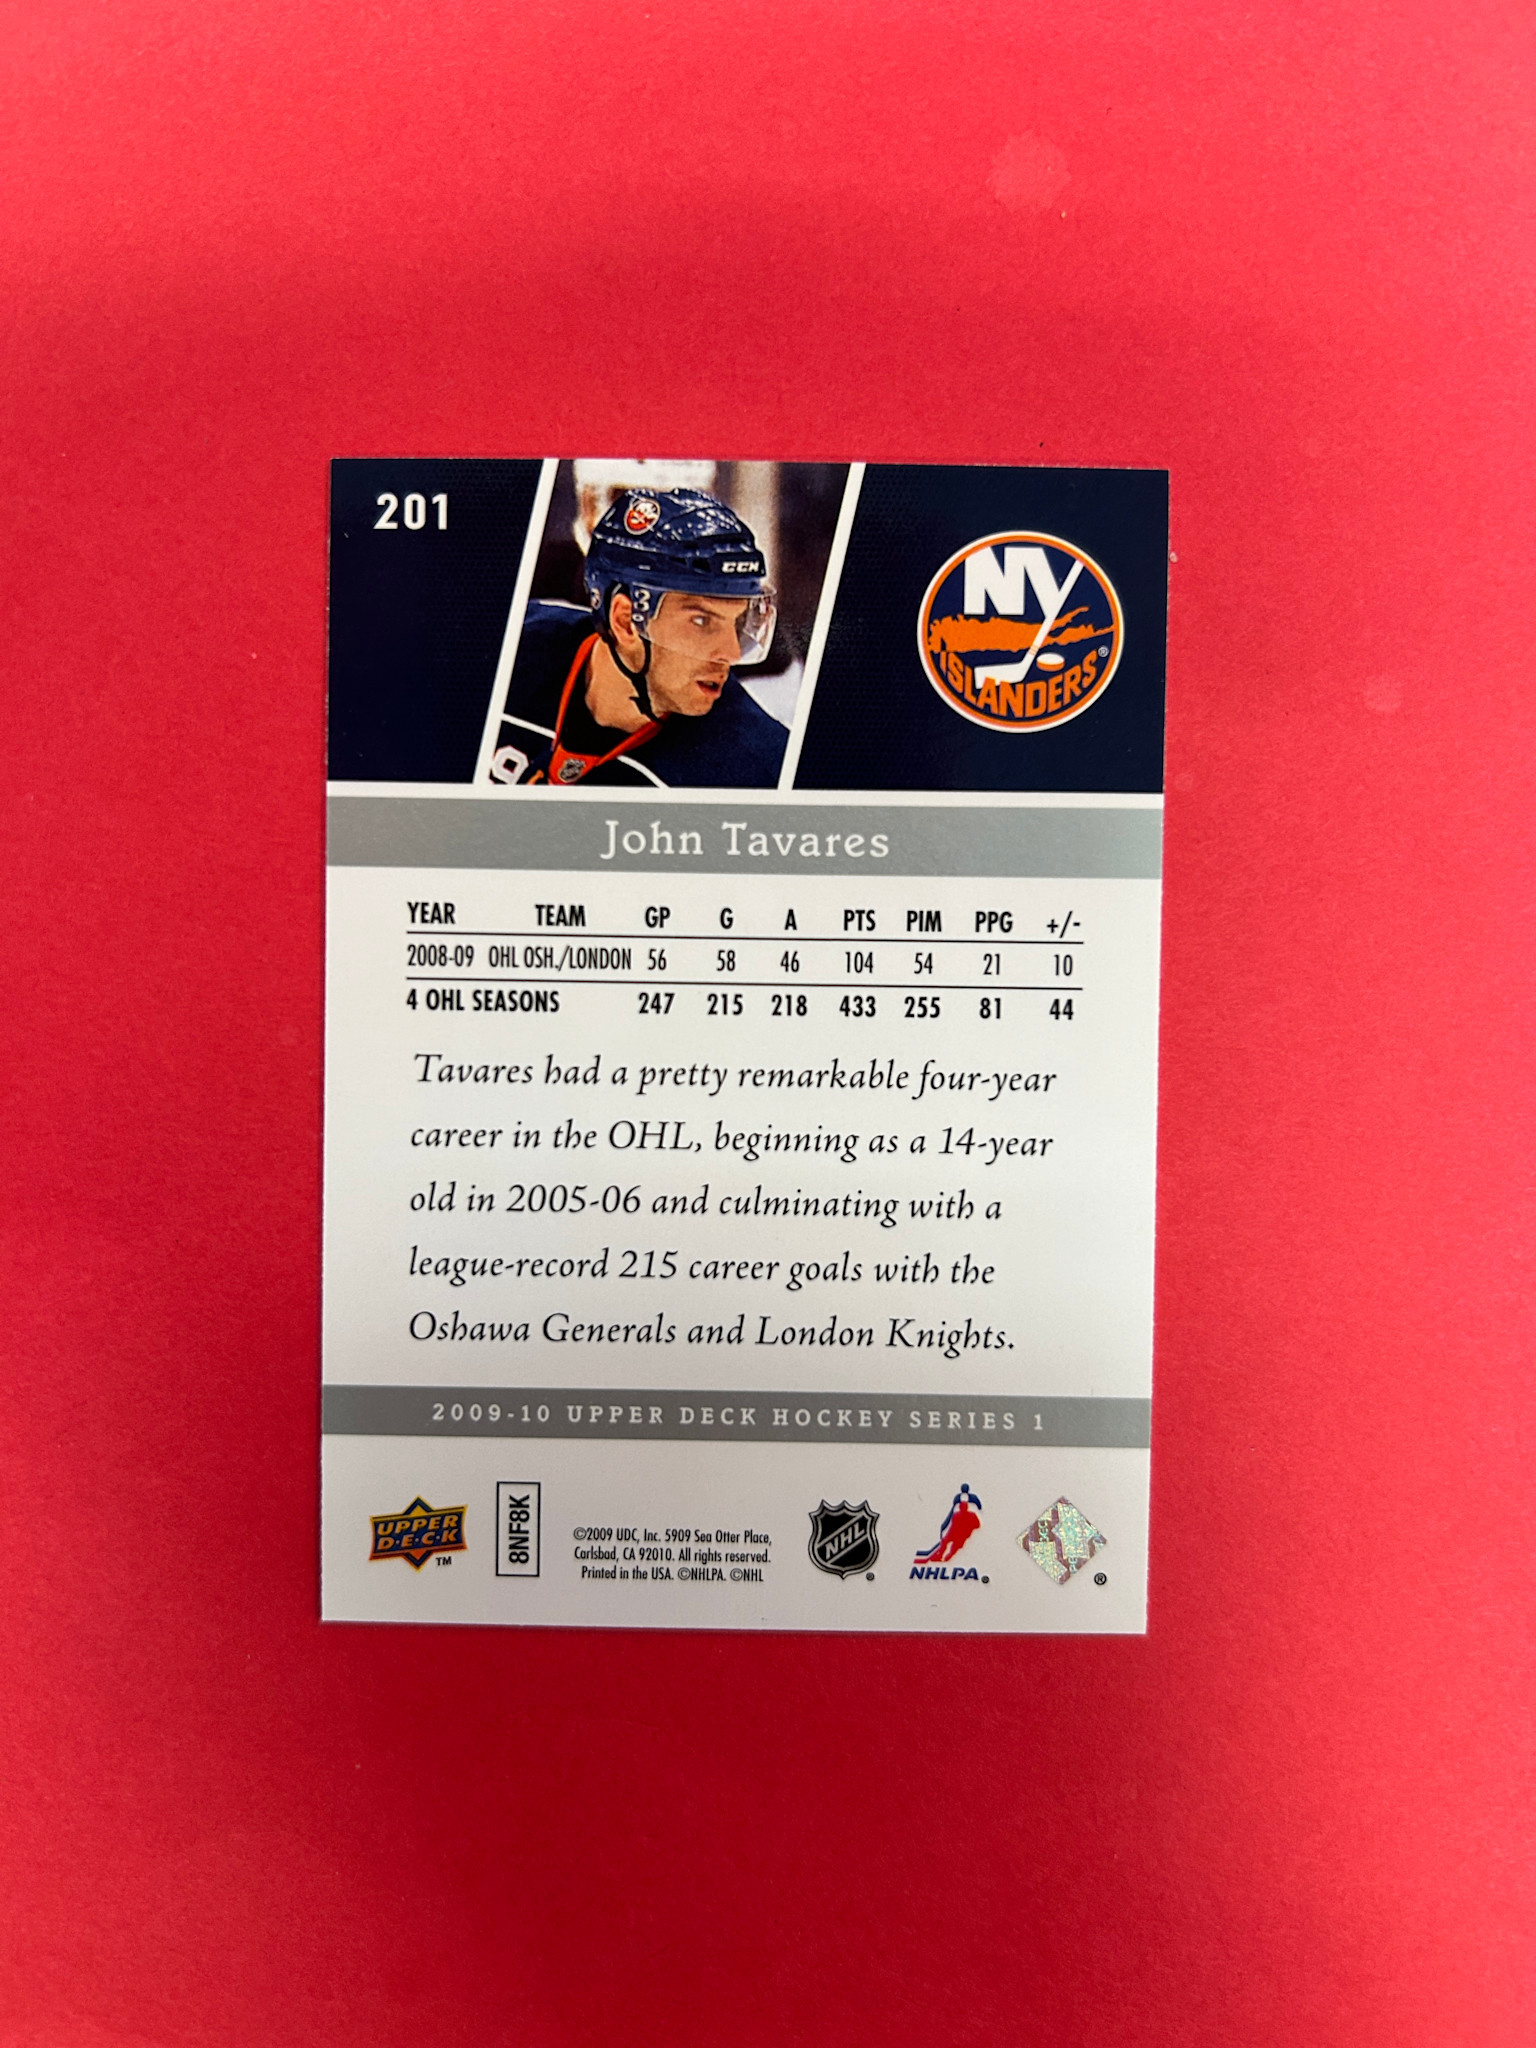 201
CCM
3
9
NY
ISLANDERS®
John Tavares
YEAR TEAM GP G A PTS PIM PPG +/-
2008-09 OHL OSH./LONDON 56 58 46 104 54 21 10
4 OHL SEASONS 247 215 218 433 255 81 44
Tavares had a pretty remarkable four-year
career in the OHL, beginning as a 14-year
old in 2005-06 and culminating with a
league-record 215 career goals with the
Oshawa Generals and London Knights.
2009-10 UPPER DECK HOCKEY SERIES 1
UPPER
D·E·C·K™
8NF8K
©2009 UDC, Inc. 5909 Sea Otter Place,
Carlsbad, CA 92010. All rights reserved.
Printed in the USA. ©NHLPA. ©NHL
NHL®
NHLPA®
®